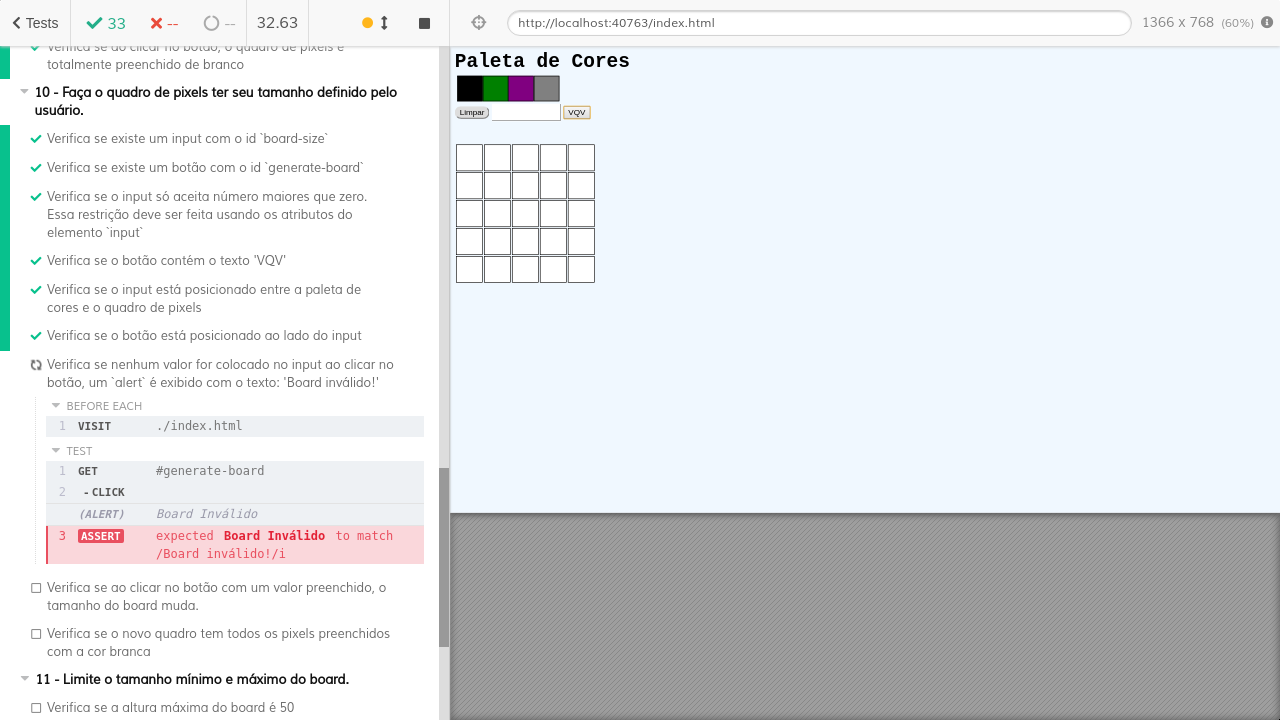 Tests
33
--
--
32.63
http://localhost:40763/index.html
1366 x 768 (60%)
Verifica se ao clicar no botão, o quadro de pixels é
totalmente preenchido de branco
10 - Faça o quadro de pixels ter seu tamanho definido pelo
usuário.
Verifica se existe um input com o id `board-size`
Verifica se existe um botão com o id `generate-board`
Verifica se o input só aceita número maiores que zero.
Essa restrição deve ser feita usando os atributos do
elemento `input`
Verifica se o botão contém o texto 'VQV'
Verifica se o input está posicionado entre a paleta de
cores e o quadro de pixels
Verifica se o botão está posicionado ao lado do input
Verifica se nenhum valor for colocado no input ao clicar no
botão, um `alert` é exibido com o texto: 'Board inválido!'
BEFORE EACH
1 VISIT ./index.html
TEST
1 GET #generate-board
2 - CLICK
(ALERT) Board Inválido
3 ASSERT expected Board Inválido to match
/Board inválido!/i
Verifica se ao clicar no botão com um valor preenchido, o
tamanho do board muda.
Verifica se o novo quadro tem todos os pixels preenchidos
com a cor branca
11 - Limite o tamanho mínimo e máximo do board.
Verifica se a altura máxima do board é 50
Paleta de Cores
Limpar
VQV